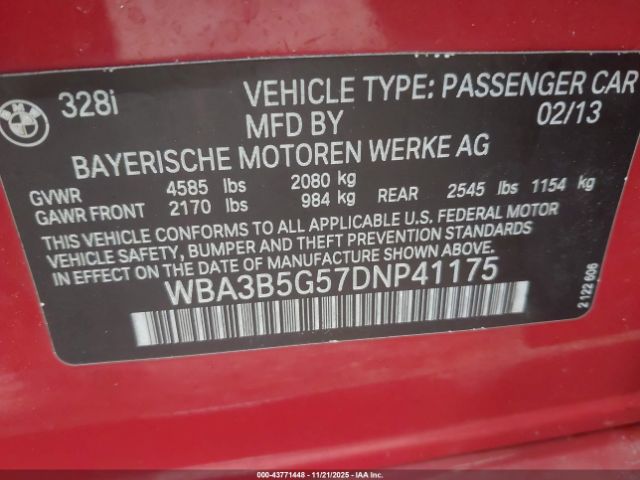 328i VEHICLE TYPE: PASSENGER CAR
MFD BY 02/13
BAYERISCHE MOTOREN WERKE AG
GVWR 4585 lbs 2080 kg
GAWR FRONT 2170 lbs 984 kg REAR 2545 lbs 1154 kg
THIS VEHICLE CONFORMS TO ALL APPLICABLE U.S. FEDERAL MOTOR
VEHICLE SAFETY, BUMPER AND THEFT PREVENTION STANDARDS
IN EFFECT ON THE DATE OF MANUFACTURE SHOWN ABOVE.
WBA3B5G57DNP41175
2 122 606
000-43771448 - 11/21/2025 - IAA Inc.